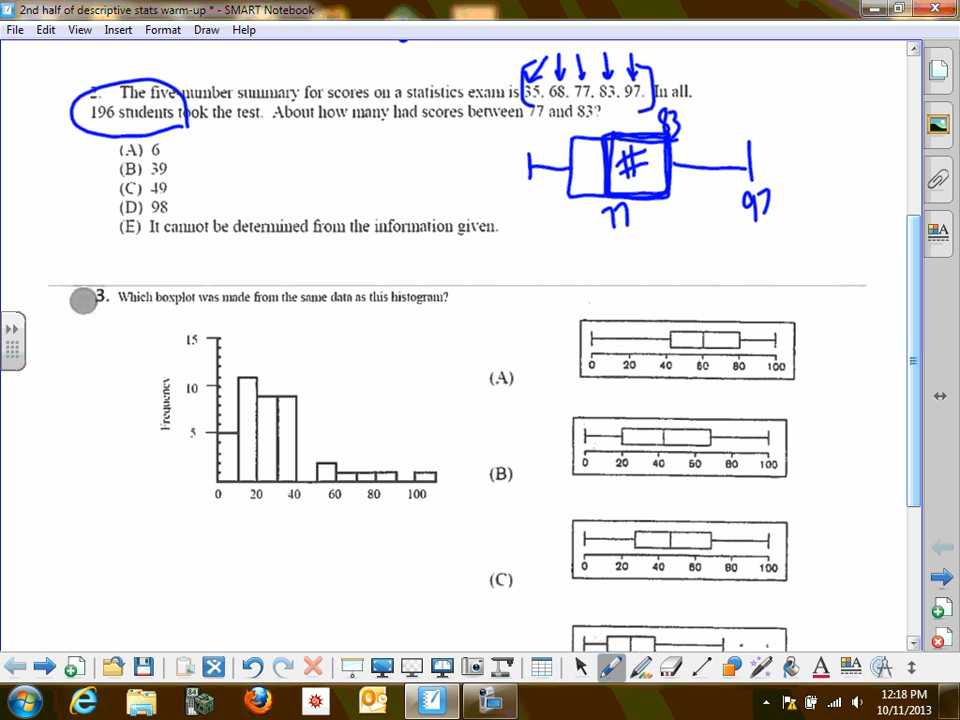 2nd half of descriptive stats warm-up * - SMART Notebook
File Edit View Insert Format Draw Help
2. The five number summary for scores on a statistics exam is 35, 68, 77, 83, 97. In all,
196 students took the test. About how many had scores between 77 and 83?
83
(A) 6
(B) 39
(C) 49
(D) 98
(E) It cannot be determined from the information given.
#
77
97
3. Which boxplot was made from the same data as this histogram?
15
10
5
Frequency
0 20 40 60 80 100
(A)
0 20 40 60 80 100
(B)
0 20 40 60 80 100
(C)
0 20 40 60 80 100
12:18 PM
10/11/2013